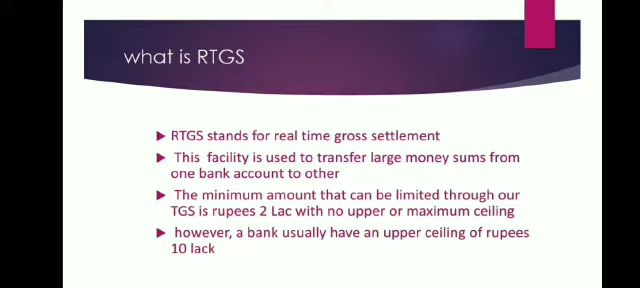 what is RTGS
RTGS stands for real time gross settlement
This facility is used to transfer large money sums from
one bank account to other
The minimum amount that can be limited through our
TGS is rupees 2 Lac with no upper or maximum ceiling
however, a bank usually have an upper ceiling of rupees
10 lack